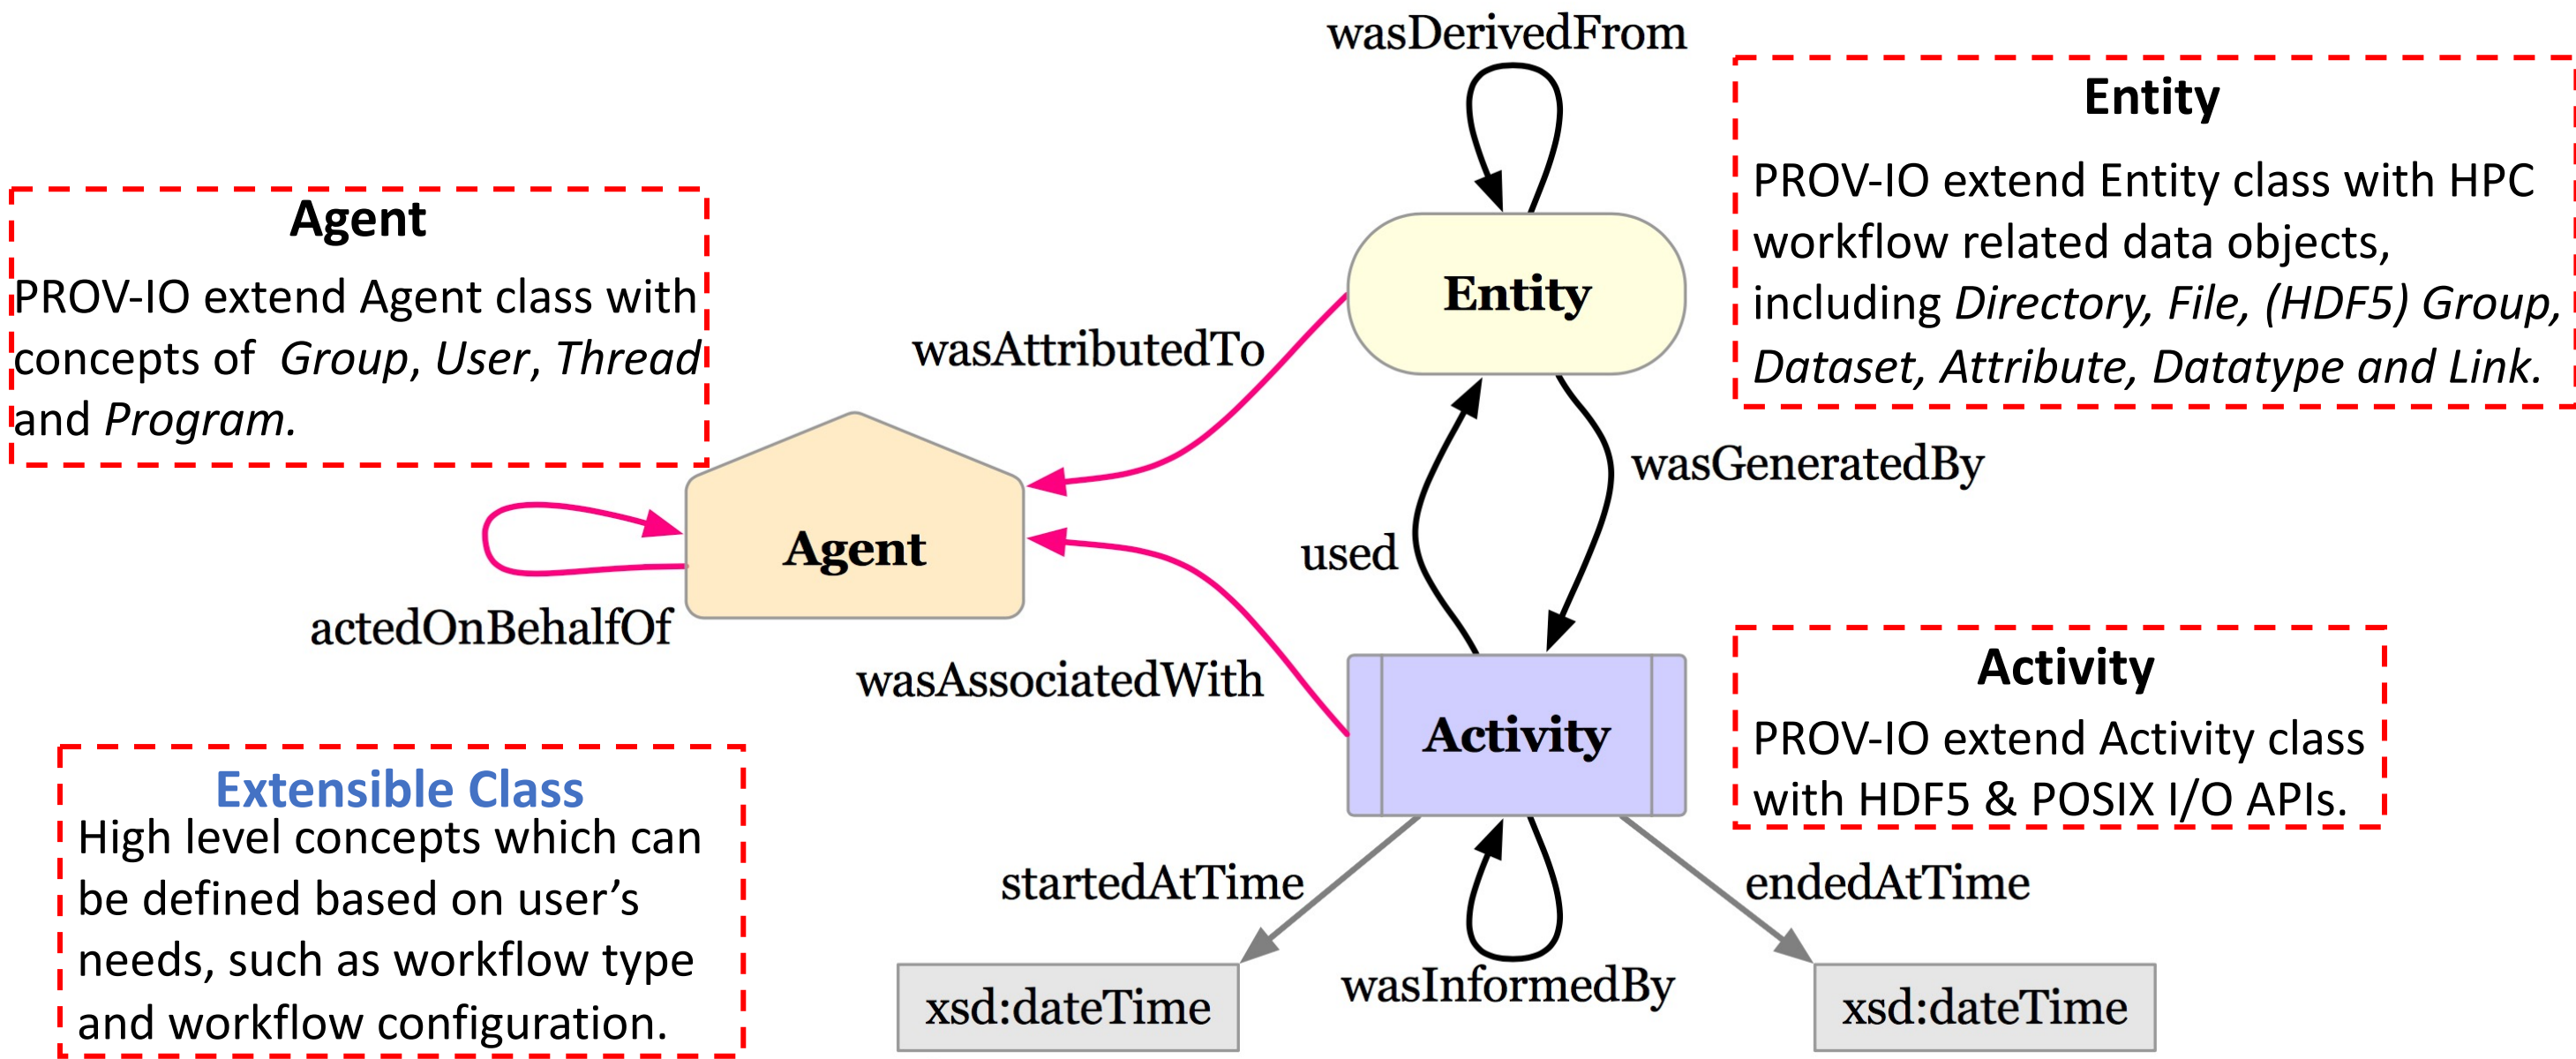 wasDerivedFrom
Entity
PROV-IO extend Entity class with HPC
workflow related data objects,
including Directory, File, (HDF5) Group,
Dataset, Attribute, Datatype and Link.
Agent
PROV-IO extend Agent class with
concepts of Group, User, Thread
and Program.
Entity
wasAttributedTo
wasGeneratedBy
used
Agent
actedOnBehalfOf
wasAssociatedWith
Activity
Activity
PROV-IO extend Activity class
with HDF5 & POSIX I/O APIs.
Extensible Class
High level concepts which can
be defined based on user’s
needs, such as workflow type
and workflow configuration.
startedAtTime
endedAtTime
wasInformedBy
xsd:dateTime
xsd:dateTime